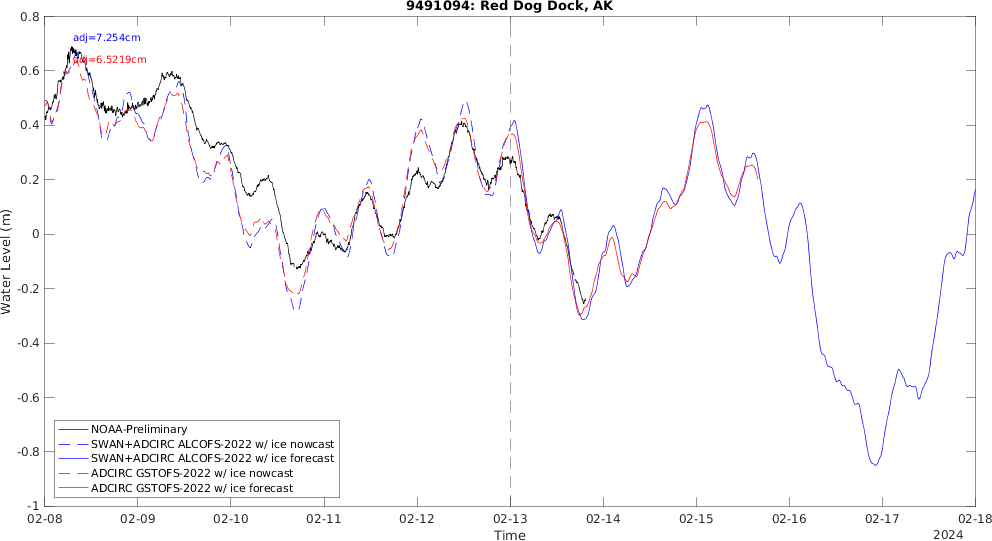 9491094: Red Dog Dock, AK
adj=7.254cm
adj=6.5219cm
Water Level (m)
0.8
0.6
0.4
0.2
0
-0.2
-0.4
-0.6
-0.8
-1
NOAA-Preliminary
SWAN+ADCIRC ALCOFS-2022 w/ ice nowcast
SWAN+ADCIRC ALCOFS-2022 w/ ice forecast
ADCIRC GSTOFS-2022 w/ ice nowcast
ADCIRC GSTOFS-2022 w/ ice forecast
02-08 02-09 02-10 02-11 02-12 02-13 02-14 02-15 02-16 02-17 02-18
Time
2024